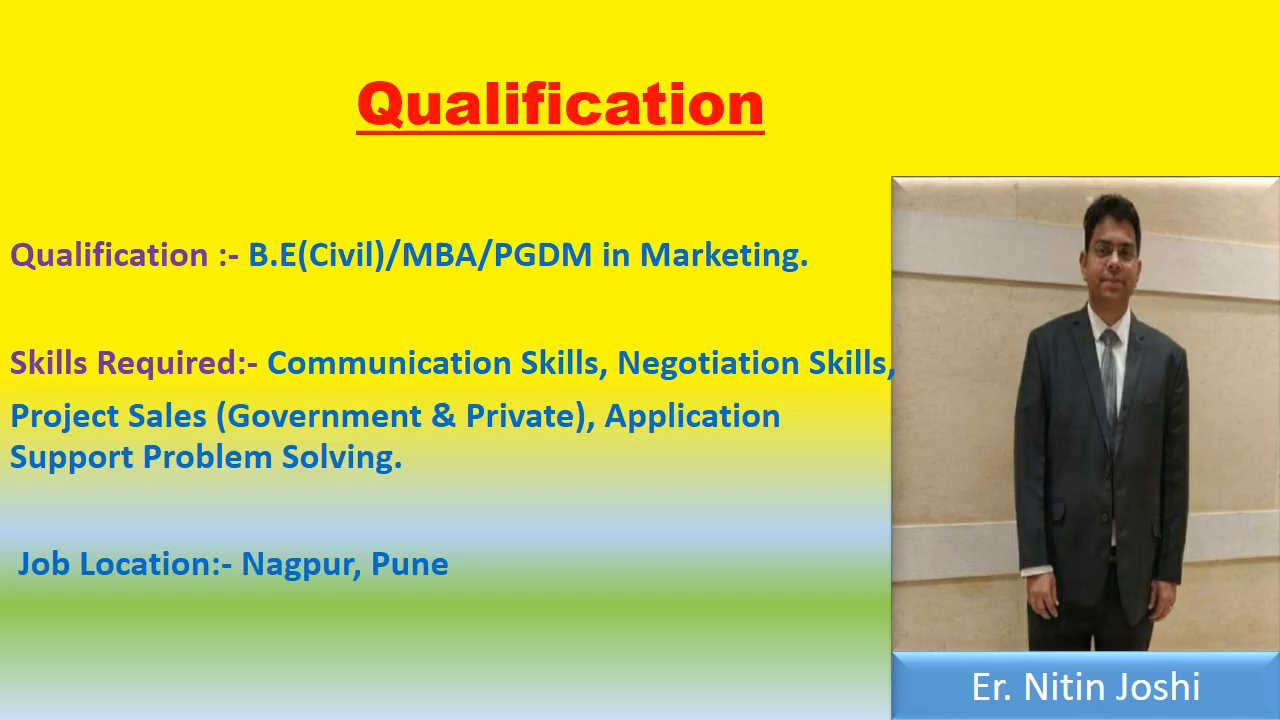 Qualification
Qualification :- B.E(Civil)/MBA/PGDM in Marketing.
Skills Required:- Communication Skills, Negotiation Skills,
Project Sales (Government & Private), Application
Support Problem Solving.
Job Location:- Nagpur, Pune
Er. Nitin Joshi